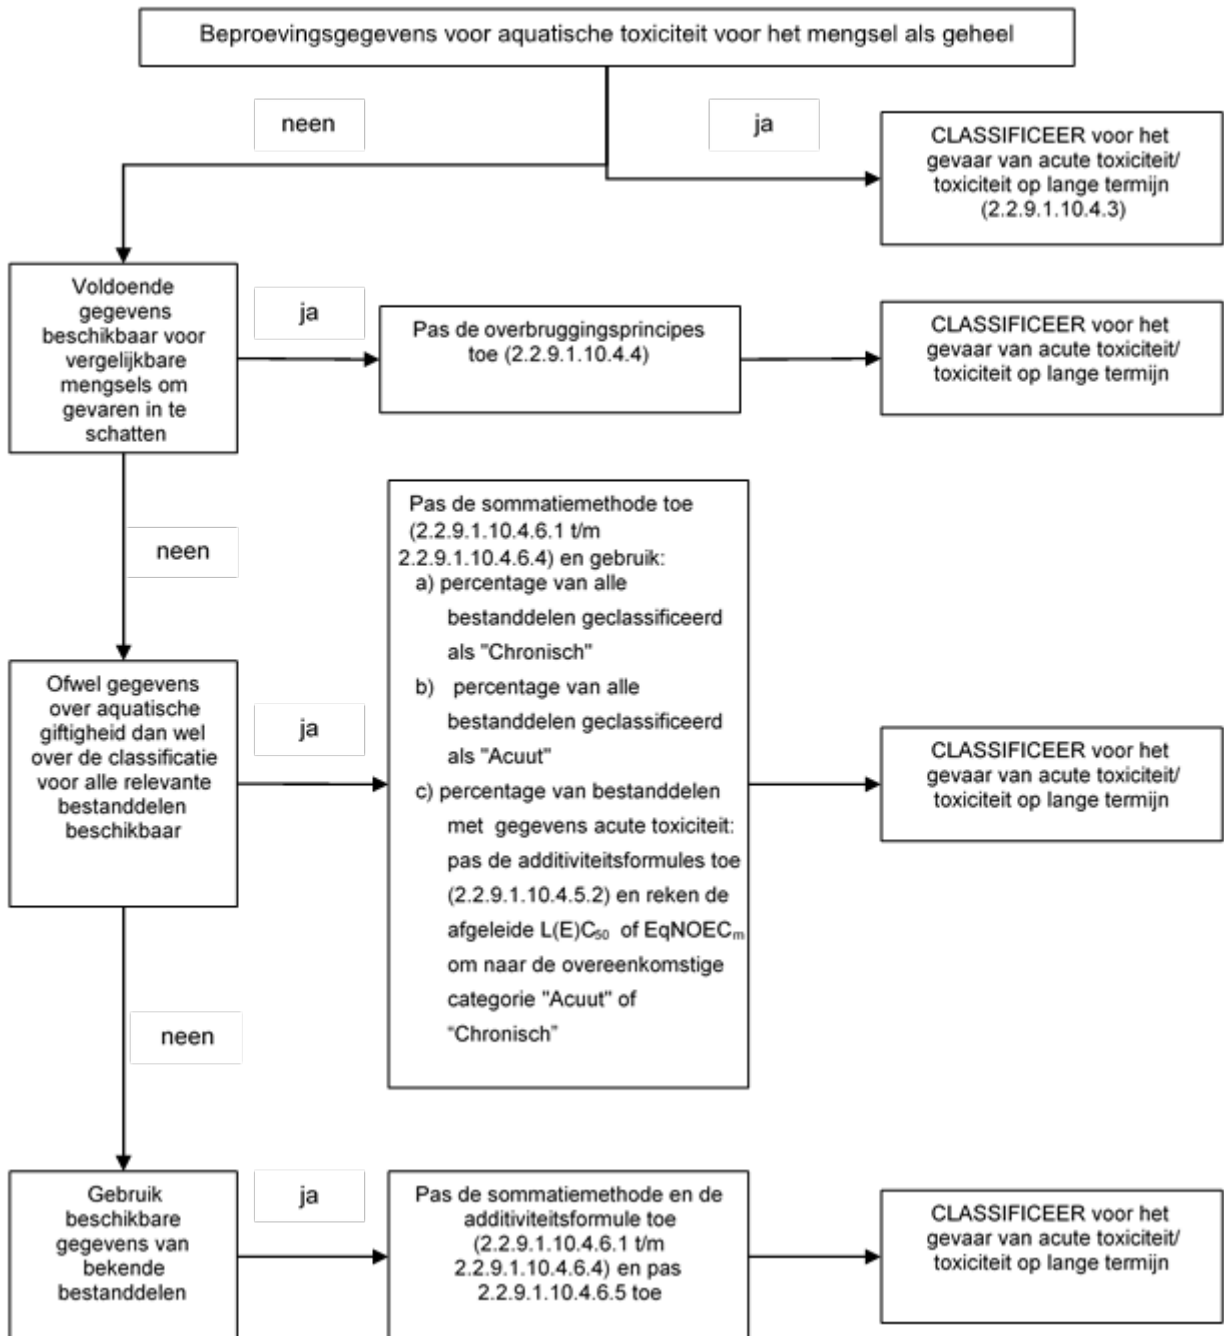 Beproevingsgegevens voor aquatische toxiciteit voor het mengsel als geheel
neen
ja
CLASSIFICEER voor het
gevaar van acute toxiciteit/
toxiciteit op lange termijn
(2.2.9.1.10.4.3)
Voldoende
gegevens
beschikbaar voor
vergelijkbare
mengsels om
gevaren in te
schatten
ja
Pas de overbruggingsprincipes
toe (2.2.9.1.10.4.4)
CLASSIFICEER voor het
gevaar van acute toxiciteit/
toxiciteit op lange termijn
neen
Ofwel gegevens
over aquatische
giftigheid dan wel
over de classificatie
voor alle relevante
bestanddelen
beschikbaar
ja
Pas de sommatiemethode toe
(2.2.9.1.10.4.6.1 t/m
2.2.9.1.10.4.6.4) en gebruik:
a) percentage van alle
bestanddelen geclassificeerd
als "Chronisch"
b) percentage van alle
bestanddelen geclassificeerd
als "Acuut"
c) percentage van bestanddelen
met gegevens acute toxiciteit:
pas de additiviteitsformules toe
(2.2.9.1.10.4.5.2) en reken de
afgeleide L(E)C₅₀ of EqNOECₘ
om naar de overeenkomstige
categorie "Acuut" of
“Chronisch”
CLASSIFICEER voor het
gevaar van acute toxiciteit/
toxiciteit op lange termijn
neen
Gebruik
beschikbare
gegevens van
bekende
bestanddelen
ja
Pas de sommatiemethode en de
additiviteitsformule toe
(2.2.9.1.10.4.6.1 t/m
2.2.9.1.10.4.6.4) en pas
2.2.9.1.10.4.6.5 toe
CLASSIFICEER voor het
gevaar van acute toxiciteit/
toxiciteit op lange termijn